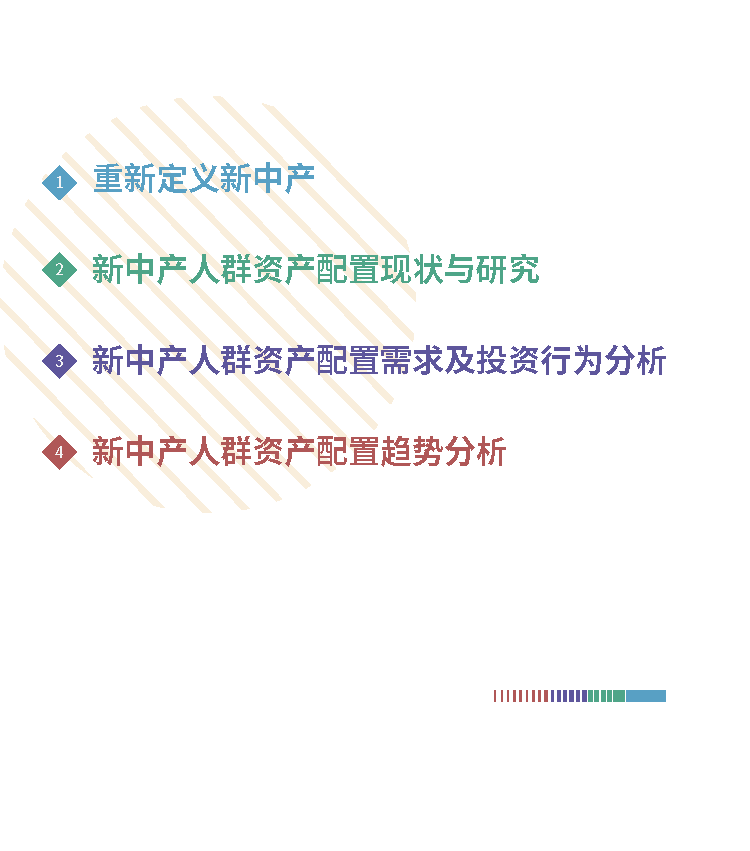 1 重新定义新中产
2 新中产人群资产配置现状与研究
3 新中产人群资产配置需求及投资行为分析
4 新中产人群资产配置趋势分析